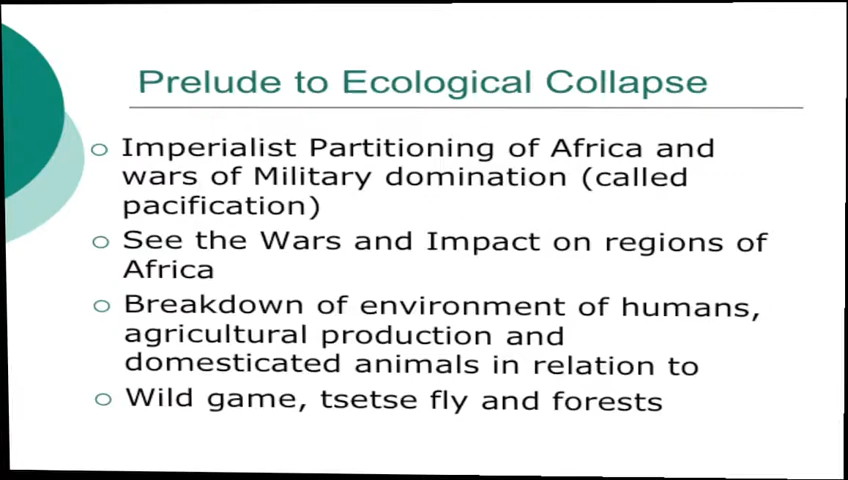 Prelude to Ecological Collapse
Imperialist Partitioning of Africa and
wars of Military domination (called
pacification)
See the Wars and Impact on regions of
Africa
Breakdown of environment of humans,
agricultural production and
domesticated animals in relation to
Wild game, tsetse fly and forests